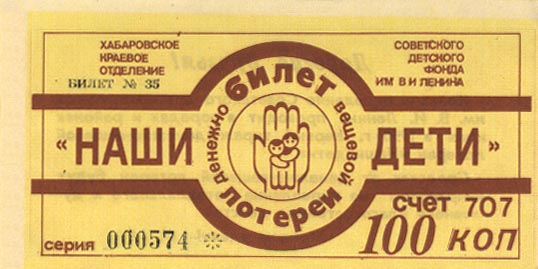 ХАБАРОВСКОЕ
КРАЕВОЕ
ОТДЕЛЕНИЕ
БИЛЕТ № 35
СОВЕТСКОГО
ДЕТСКОГО
ФОНДА
ИМ В И ЛЕНИНА
билет
денежно вещевой
лотереи
«НАШИ ДЕТИ»
счет 707
100 коп
серия 000574 *